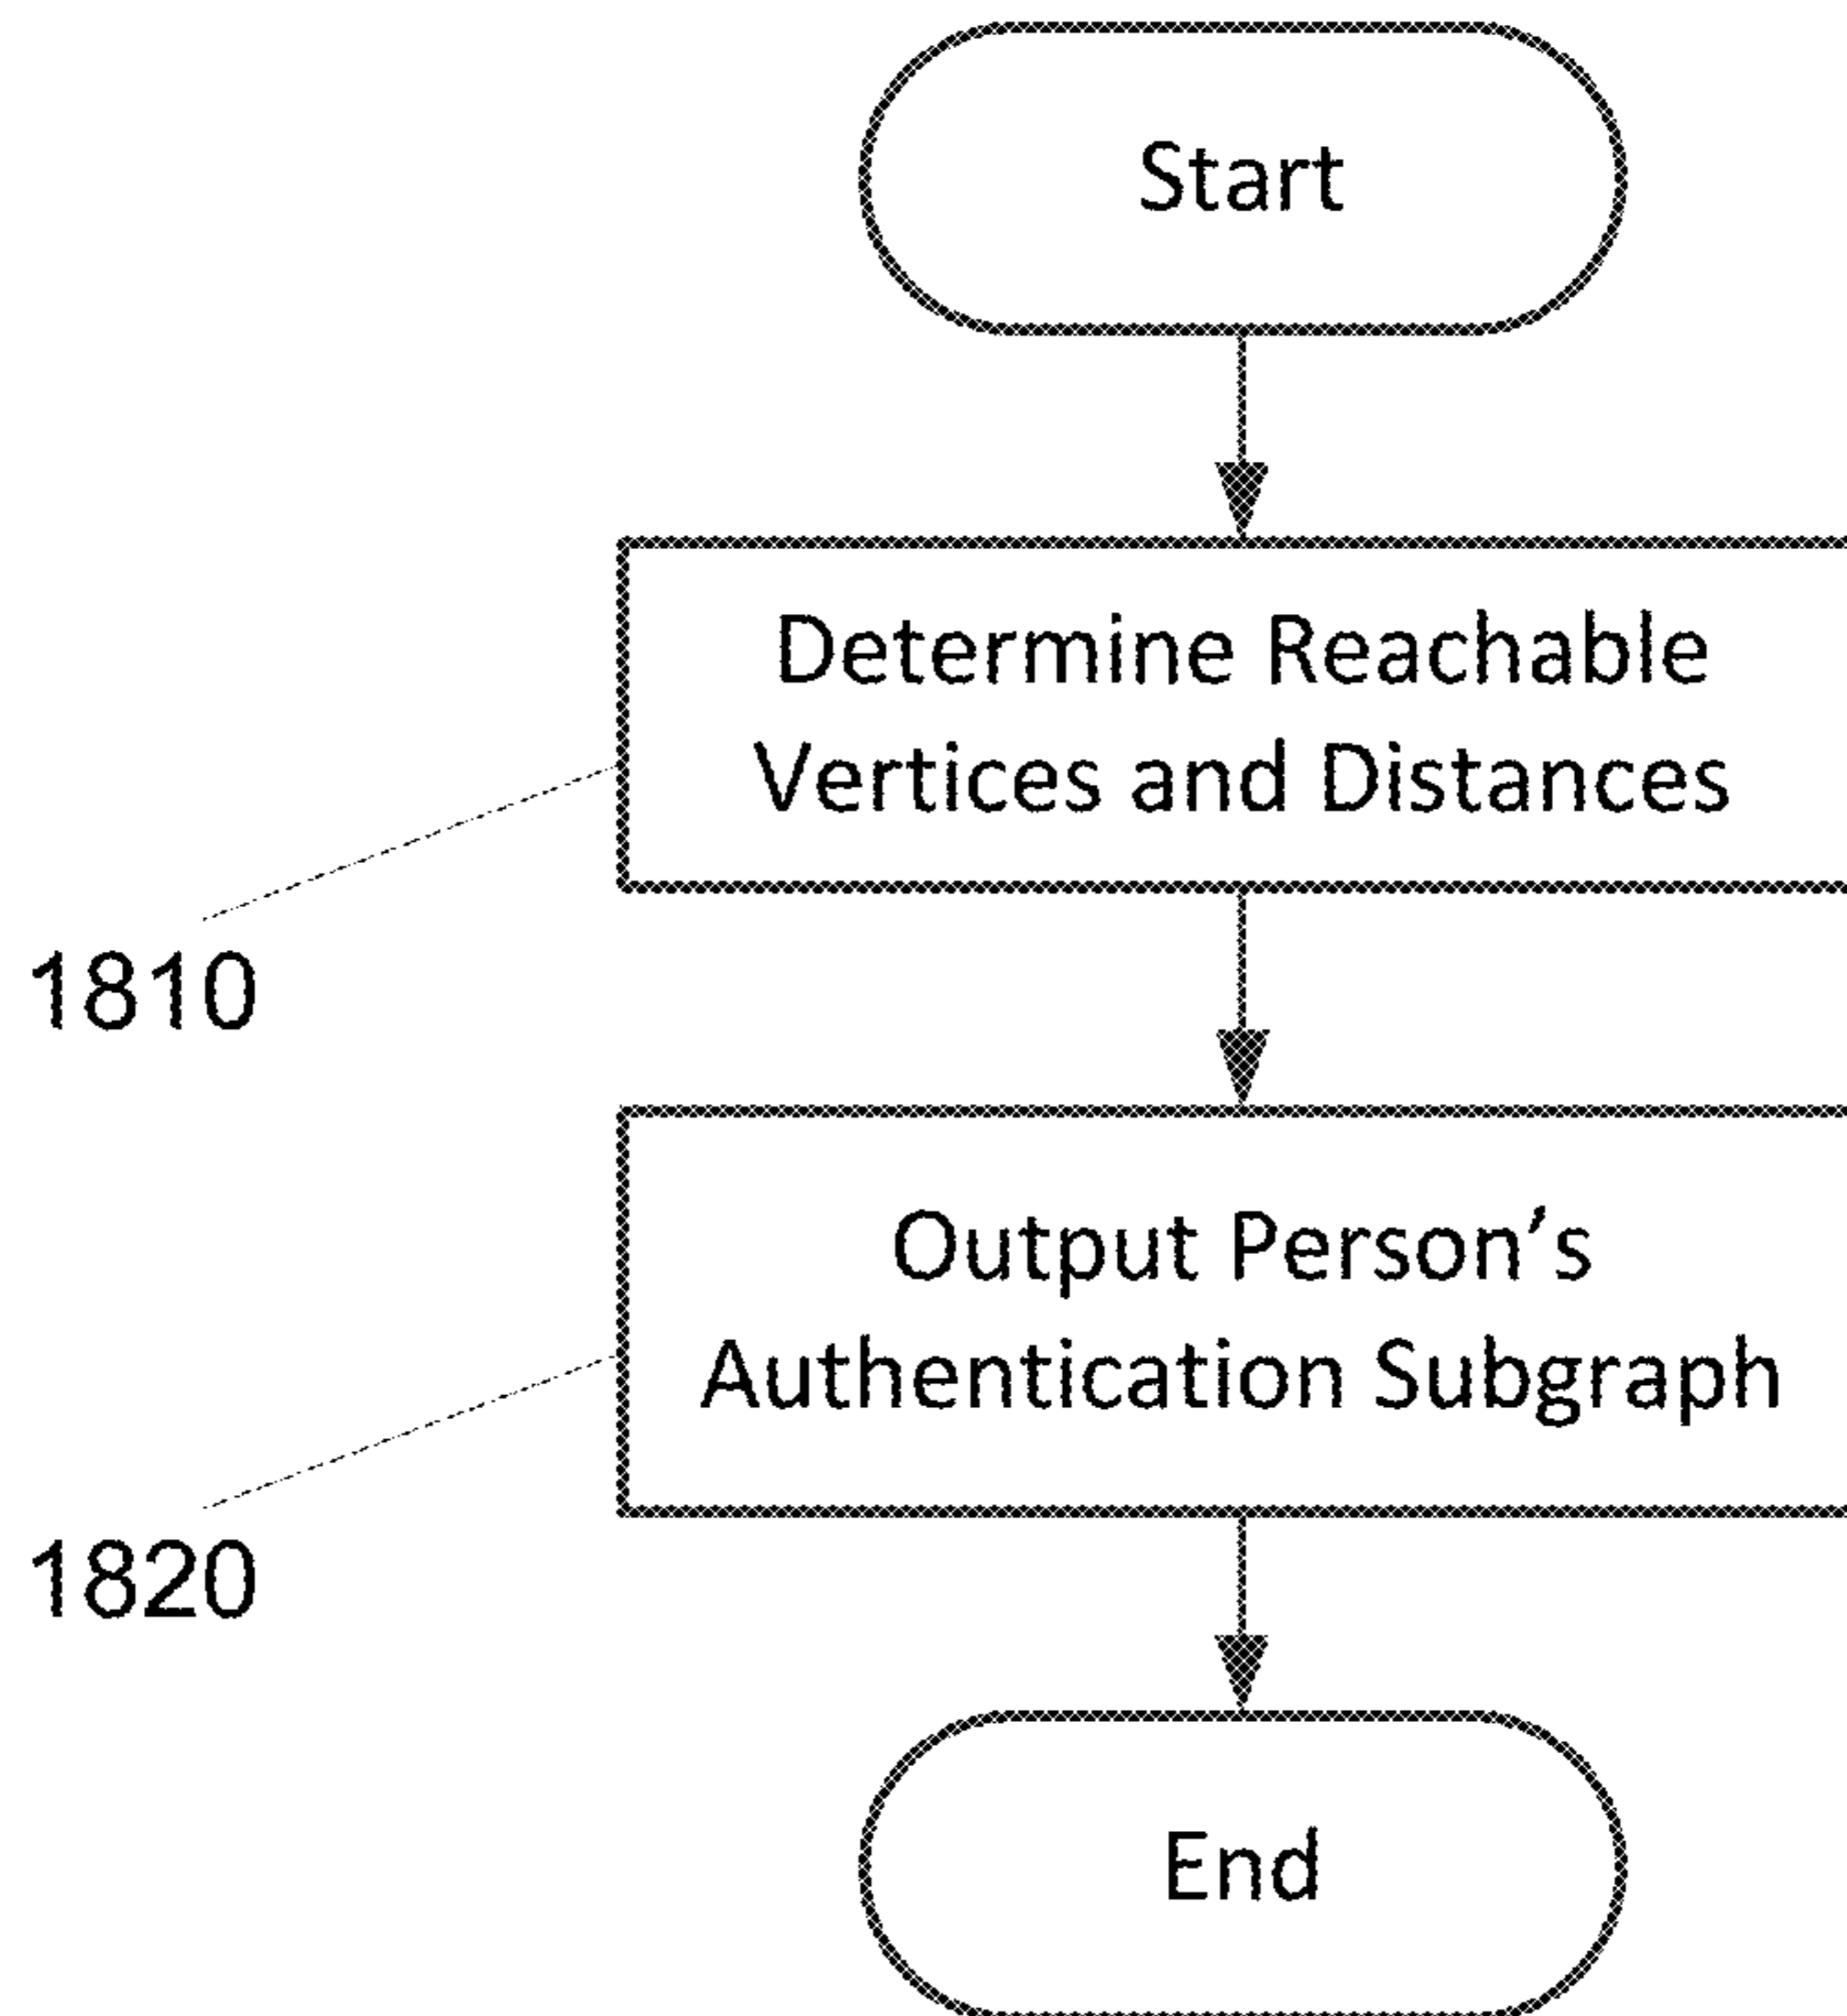 Start
Determine Reachable
Vertices and Distances
1810
Output Person's
Authentication Subgraph
1820
End